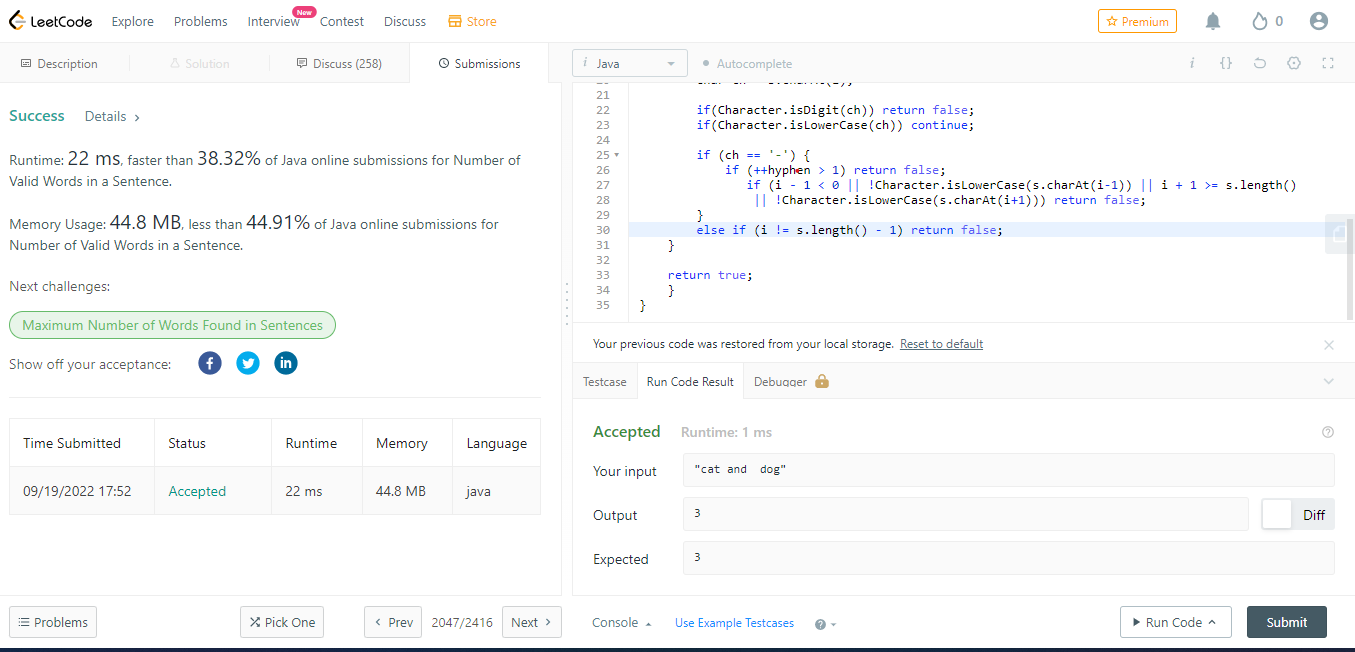 LeetCode Explore Problems Interview New Contest Discuss Store Premium 0
Description Solution Discuss (258) Submissions
i Java Autocomplete i {}
Success Details >
Runtime: 22 ms, faster than 38.32% of Java online submissions for Number of
Valid Words in a Sentence.
Memory Usage: 44.8 MB, less than 44.91% of Java online submissions for
Number of Valid Words in a Sentence.
Next challenges:
Maximum Number of Words Found in Sentences
Show off your acceptance:
Time Submitted Status Runtime Memory Language
09/19/2022 17:52 Accepted 22 ms 44.8 MB java
21
22 if(Character.isDigit(ch)) return false;
23 if(Character.isLowerCase(ch)) continue;
24
25 if (ch == '-') {
26 if (++hyphen > 1) return false;
27 if (i - 1 < 0 || !Character.isLowerCase(s.charAt(i-1)) || i + 1 >= s.length()
28 || !Character.isLowerCase(s.charAt(i+1))) return false;
29 }
30 else if (i != s.length() - 1) return false;
31 }
32
33 return true;
34 }
35 }
Your previous code was restored from your local storage. Reset to default
Testcase Run Code Result Debugger
Accepted Runtime: 1 ms
Your input "cat and  dog"
Output 3 Diff
Expected 3
Problems Pick One < Prev 2047/2416 Next > Console Use Example Testcases ? Run Code Submit